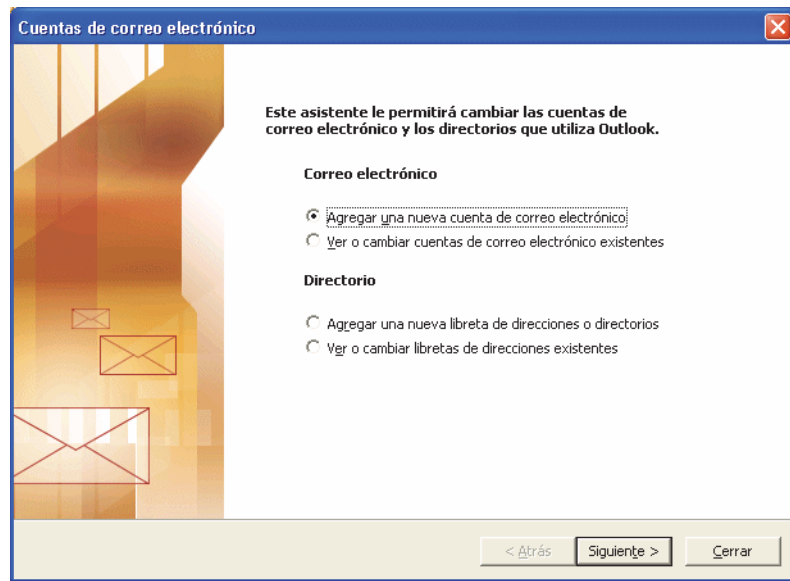 Cuentas de correo electrónico
Este asistente le permitirá cambiar las cuentas de
correo electrónico y los directorios que utiliza Outlook.
Correo electrónico
Agregar una nueva cuenta de correo electrónico
Ver o cambiar cuentas de correo electrónico existentes
Directorio
Agregar una nueva libreta de direcciones o directorios
Ver o cambiar libretas de direcciones existentes
< Atrás Siguiente > Cerrar